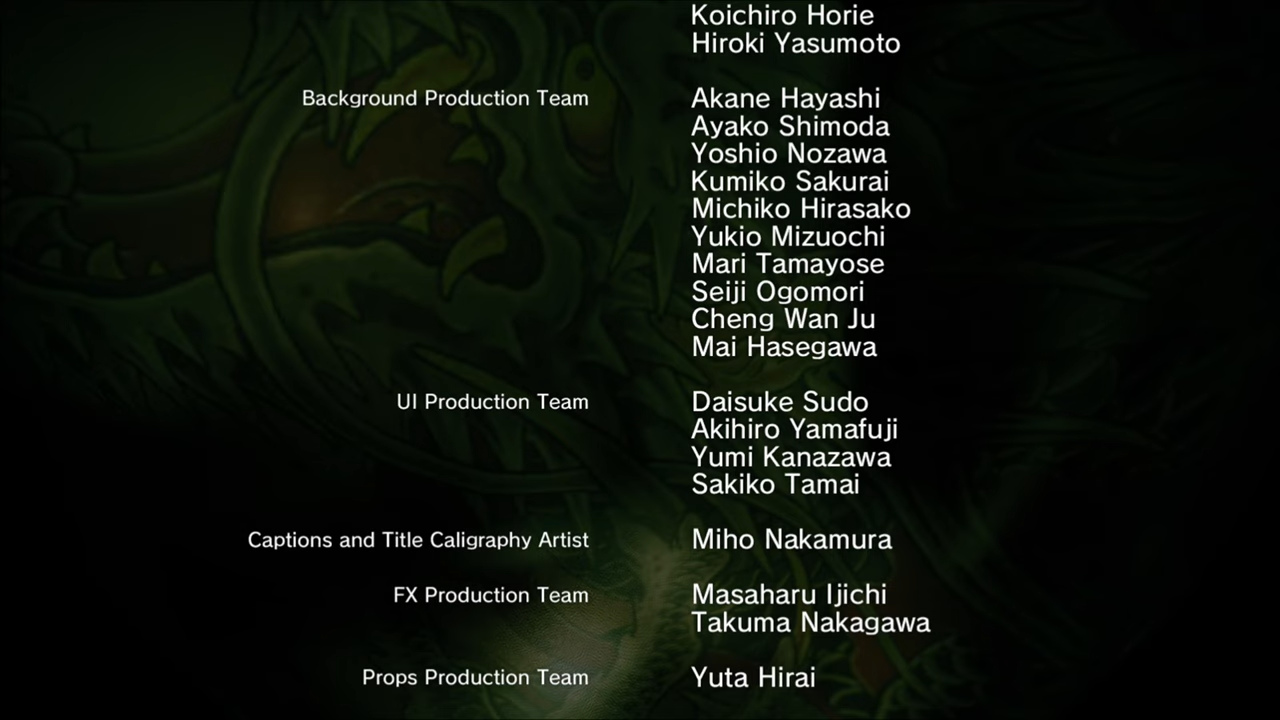 Koichiro Horie
Hiroki Yasumoto
Background Production Team Akane Hayashi
Ayako Shimoda
Yoshio Nozawa
Kumiko Sakurai
Michiko Hirasako
Yukio Mizuochi
Mari Tamayose
Seiji Ogomori
Cheng Wan Ju
Mai Hasegawa
UI Production Team Daisuke Sudo
Akihiro Yamafuji
Yumi Kanazawa
Sakiko Tamai
Captions and Title Caligraphy Artist Miho Nakamura
FX Production Team Masaharu Ijichi
Takuma Nakagawa
Props Production Team Yuta Hirai